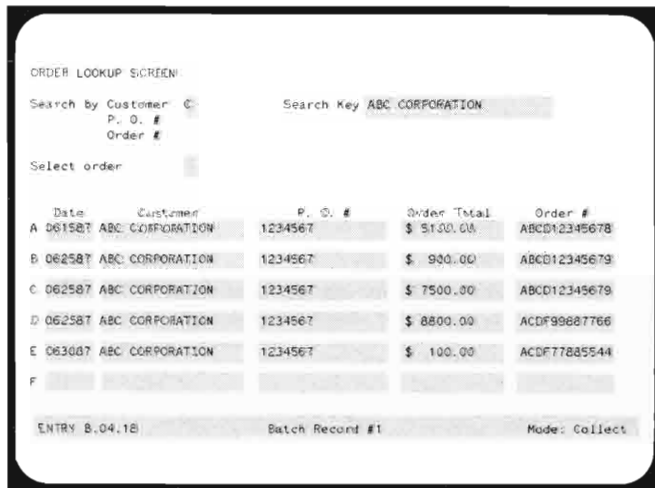 ORDER LOOKUP SCREEN
Search by Customer C Search Key ABC CORPORATION
P. O. #
Order #
Select order
Date Customer P. O. # Order Total Order #
A 061587 ABC CORPORATION 1234567 $ 5100.00 ABCD12345678
B 062587 ABC CORPORATION 1234567 $ 900.00 ABCD12345679
C 062587 ABC CORPORATION 1234567 $ 7500.00 ABCD12345679
D 062587 ABC CORPORATION 1234567 $ 8800.00 ACDF99887766
E 063087 ABC CORPORATION 1234567 $ 100.00 ACDF77885544
F
ENTRY B.04.18 Batch Record #1 Mode: Collect